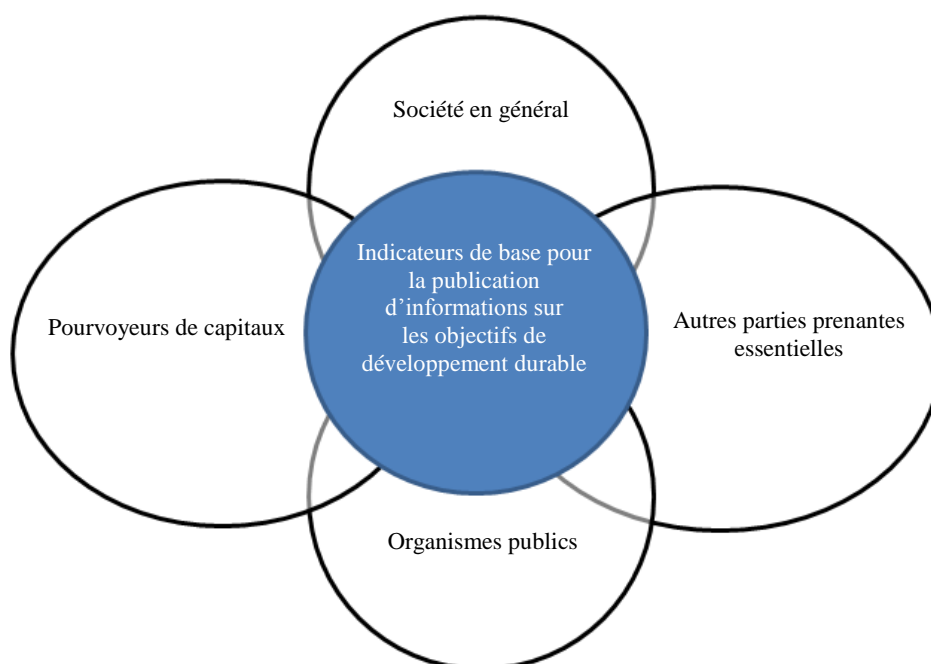 Société en général
Indicateurs de base pour
la publication
d’informations sur
les objectifs de
développement durable
Pourvoyeurs de capitaux
Autres parties prenantes
essentielles
Organismes publics